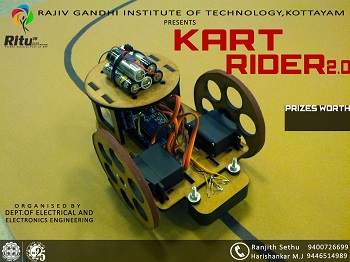 RAJIV GANDHI INSTITUTE OF TECHNOLOGY,KOTTAYAM
PRESENTS
Ritu
KART
RIDER2.0
PRIZES WORTH
ORGANISED BY
DEPT.OF ELECTRICAL AND
ELECTRONICS ENGINEERING
Ranjith Sethu 9400726699
Harishankar M.J 9446514989